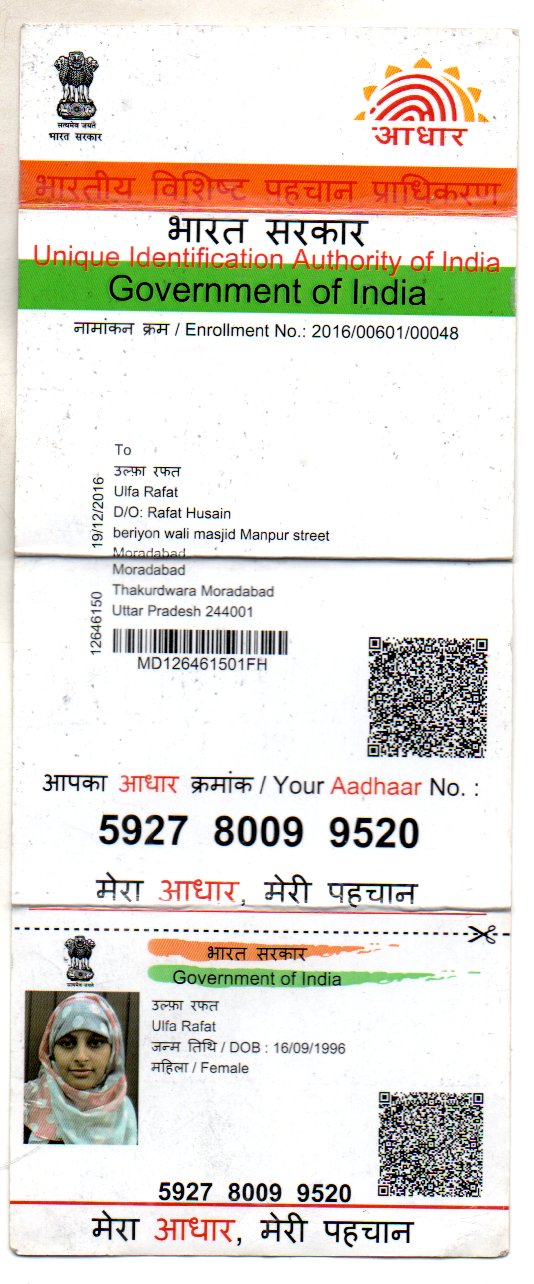 सत्यमेव जयते
भारत सरकार
आधार
भारतीय विशिष्ट पहचान प्राधिकरण
भारत सरकार
Unique Identification Authority of India
Government of India
नामांकन क्रम / Enrollment No.: 2016/00601/00048
19/12/2016
To
उल्फ़ा रफत
Ulfa Rafat
D/O: Rafat Husain
beriyon wali masjid Manpur street
Moradabad
12646150
Moradabad
Thakurdwara Moradabad
Uttar Pradesh 244001
MD126461501FH
आपका आधार क्रमांक / Your Aadhaar No. :
5927 8009 9520
मेरा आधार, मेरी पहचान
सत्यमेव जयते
भारत सरकार
Government of India
उल्फ़ा रफत
Ulfa Rafat
जन्म तिथि / DOB : 16/09/1996
महिला / Female
5927 8009 9520
मेरा आधार, मेरी पहचान